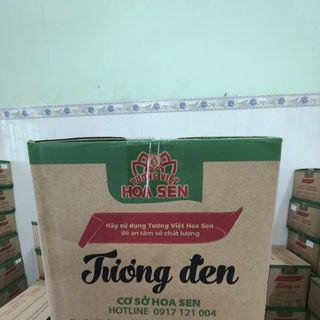 TƯƠNG VIỆT
HOA SEN
Hãy sử dụng Tương Việt Hoa Sen
để an tâm về chất lượng
Tương đen
CƠ SỞ HOA SEN
HOTLINE 0917 121 004